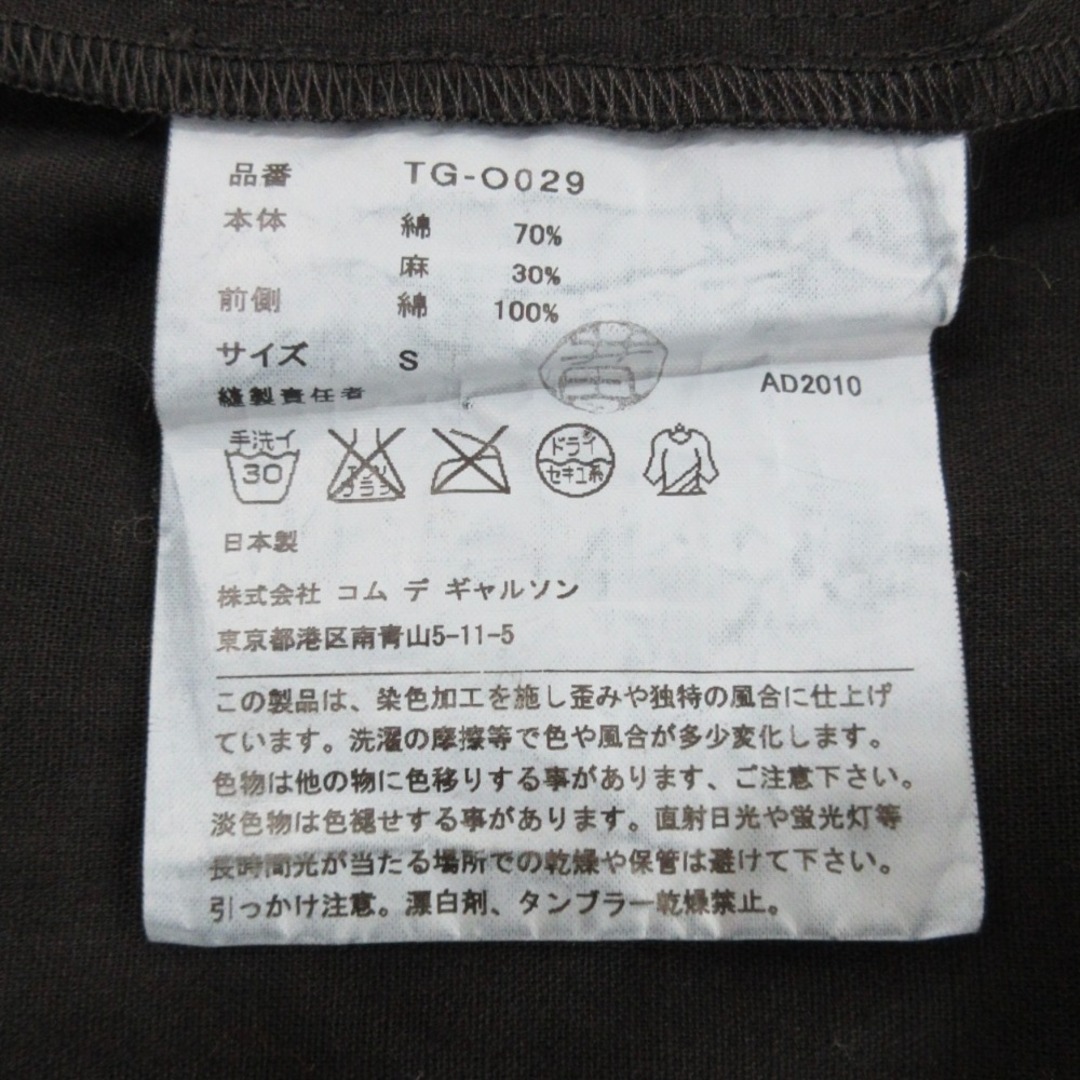 品番 TG-O029
本体 綿 70%
麻 30%
前側 綿 100%
サイズ S
縫製責任者 AD2010
手洗イ 30
ドライ セキユ系
日本製
株式会社 コム デ ギャルソン
東京都港区南青山5-11-5
この製品は、染色加工を施し歪みや独特の風合に仕上げ
ています。洗濯の摩擦等で色や風合が多少変化します。
色物は他の物に色移りする事があります、ご注意下さい。
淡色物は色褪せする事があります。直射日光や蛍光灯等
長時間光が当たる場所での乾燥や保管は避けて下さい。
引っかけ注意。漂白剤、タンブラー乾燥禁止。